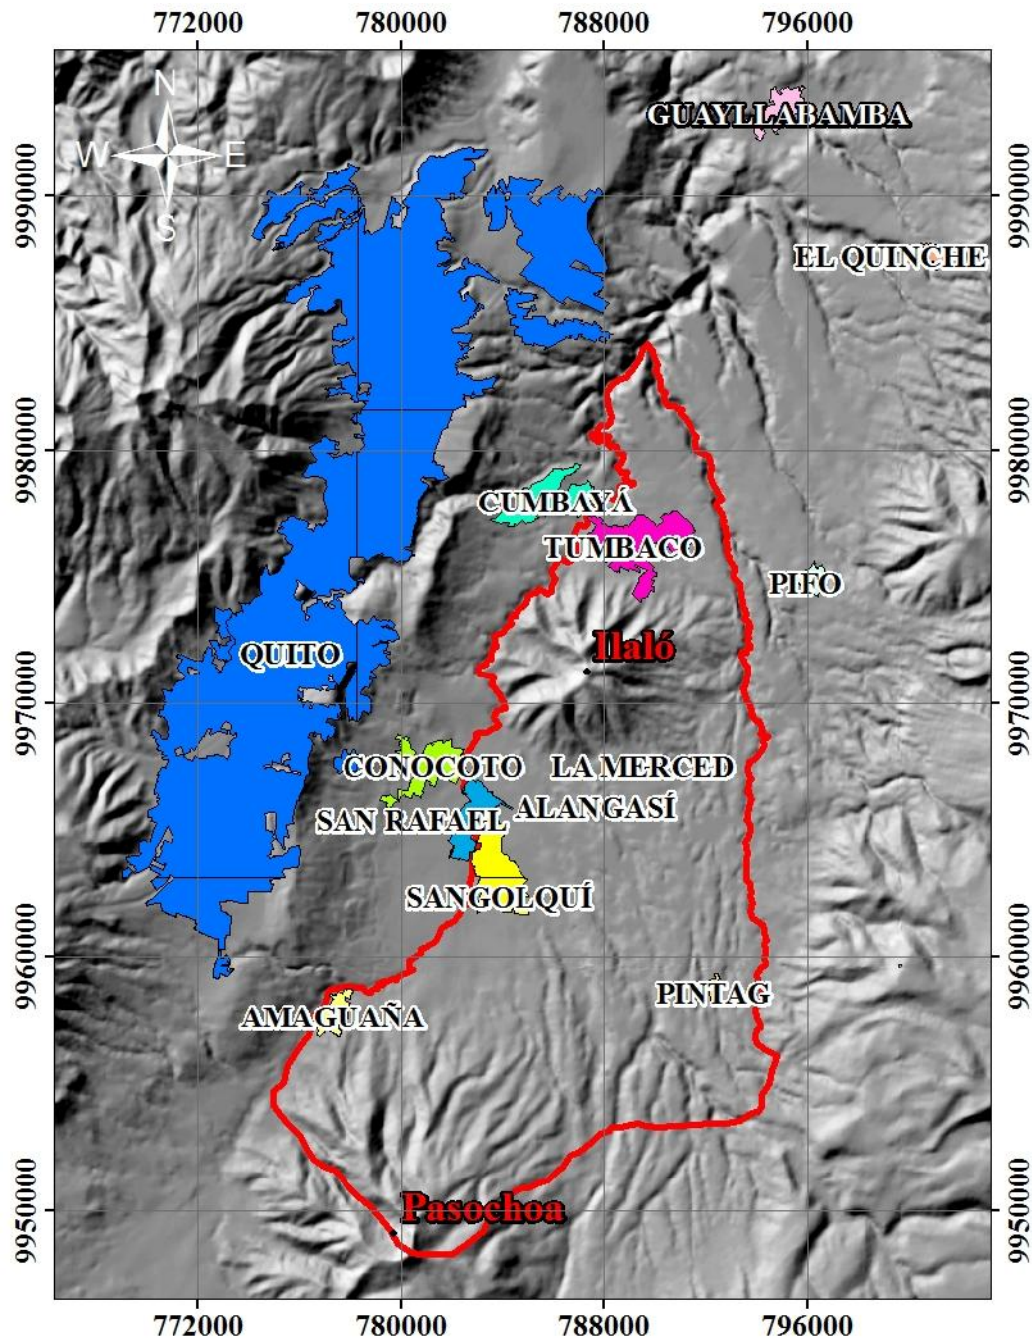 772000 780000 788000 796000
N
GUAYLLABAMBA
W E
9990000 9990000
S
EL QUINCHE
9980000 9980000
CUMBAYÁ
TUMBACO
PIFO
Ilaló
QUITO
9970000 9970000
CONOCOTO LA MERCED
ALANGASÍ
SAN RAFAEL
SANGOLQUÍ
9960000 9960000
PINTAG
AMAGUAÑA
Pasochoa
9950000 9950000
772000 780000 788000 796000